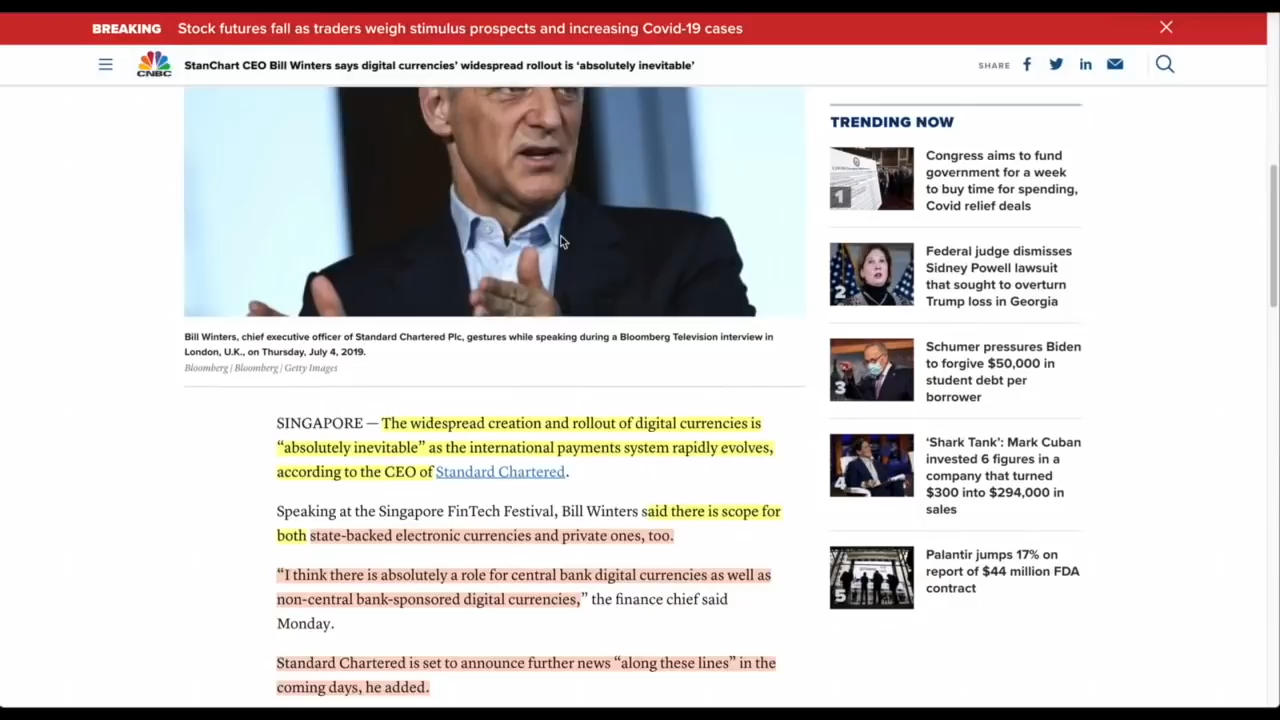 BREAKING Stock futures fall as traders weigh stimulus prospects and increasing Covid-19 cases
CNBC StanChart CEO Bill Winters says digital currencies’ widespread rollout is ‘absolutely inevitable’ SHARE
Bill Winters, chief executive officer of Standard Chartered Plc, gestures while speaking during a Bloomberg Television interview in
London, U.K., on Thursday, July 4, 2019.
Bloomberg | Bloomberg | Getty Images
SINGAPORE — The widespread creation and rollout of digital currencies is
“absolutely inevitable” as the international payments system rapidly evolves,
according to the CEO of Standard Chartered.
Speaking at the Singapore FinTech Festival, Bill Winters said there is scope for
both state-backed electronic currencies and private ones, too.
“I think there is absolutely a role for central bank digital currencies as well as
non-central bank-sponsored digital currencies,” the finance chief said
Monday.
Standard Chartered is set to announce further news “along these lines” in the
coming days, he added.
TRENDING NOW
1
Congress aims to fund
government for a week
to buy time for spending,
Covid relief deals
2
Federal judge dismisses
Sidney Powell lawsuit
that sought to overturn
Trump loss in Georgia
3
Schumer pressures Biden
to forgive $50,000 in
student debt per
borrower
4
‘Shark Tank’: Mark Cuban
invested 6 figures in a
company that turned
$300 into $294,000 in
sales
5
Palantir jumps 17% on
report of $44 million FDA
contract